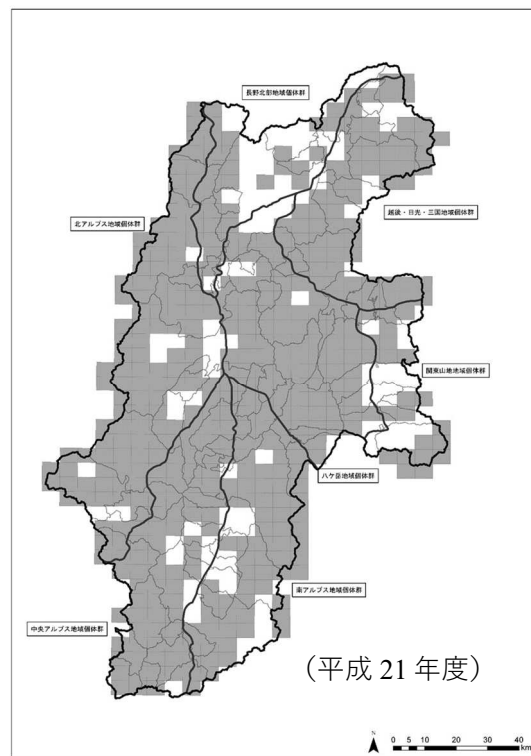 長野北部地域個体群
越後・日光・三国地域個体群
北アルプス地域個体群
関東山地地域個体群
八ケ岳地域個体群
南アルプス地域個体群
中央アルプス地域個体群
(平成 21 年度)
N
0 5 10 20 30 40
km